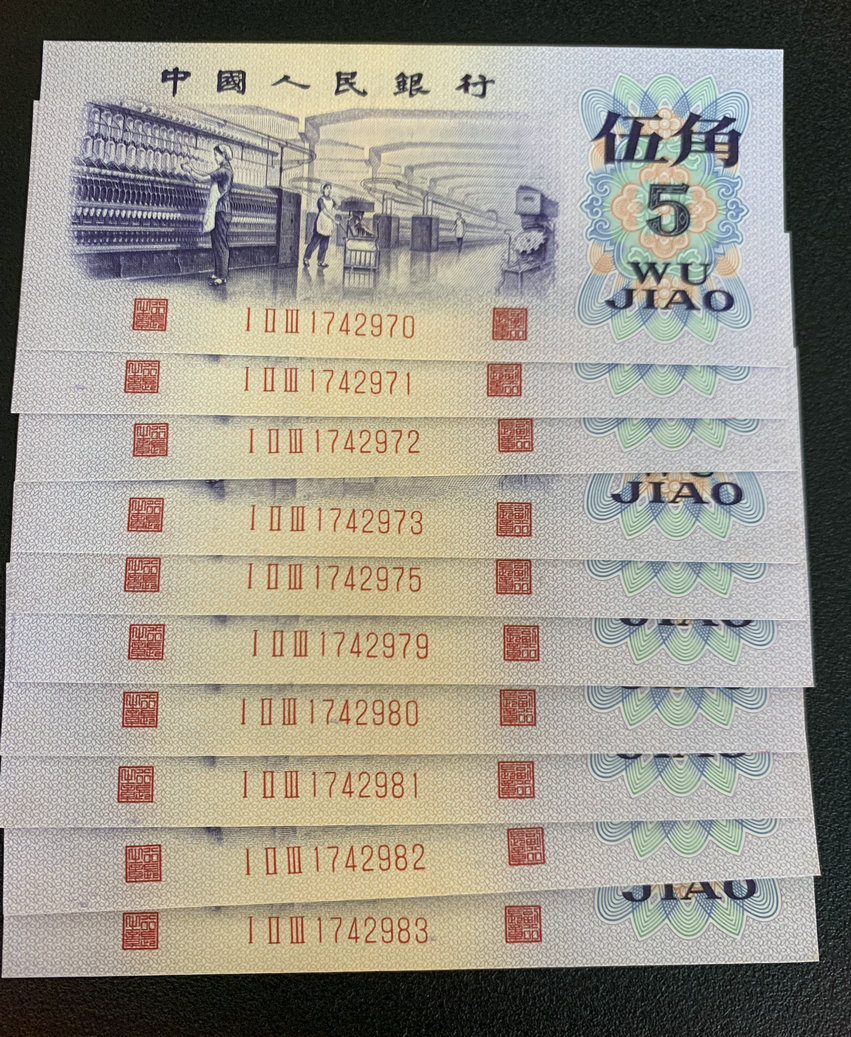 中國人民銀行
伍角
5
WU
JIAO
I II III 1742970
I II III 1742971
I II III 1742972
JIAO
I II III 1742973
I II III 1742975
I II III 1742979
I II III 1742980
I II III 1742981
I II III 1742982
JIAO
I II III 1742983